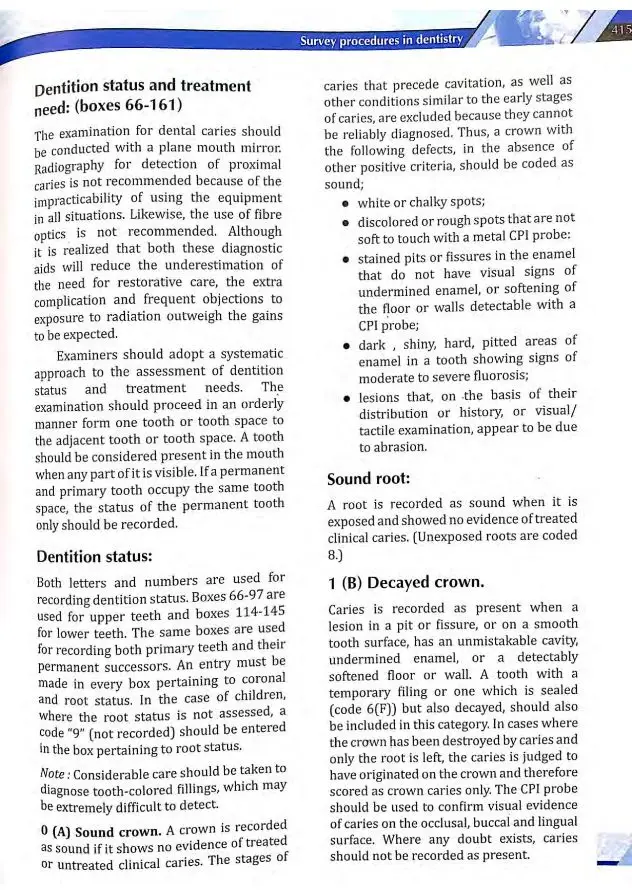 Survey procedures in dentistry
415
Dentition status and treatment
need: (boxes 66-161)
The examination for dental caries should
be conducted with a plane mouth mirror.
Radiography for detection of proximal
caries is not recommended because of the
impracticability of using the equipment
in all situations. Likewise, the use of fibre
optics is not recommended. Although
it is realized that both these diagnostic
aids will reduce the underestimation of
the need for restorative care, the extra
complication and frequent objections to
exposure to radiation outweigh the gains
to be expected.
Examiners should adopt a systematic
approach to the assessment of dentition
status and treatment needs. The
examination should proceed in an orderly
manner form one tooth or tooth space to
the adjacent tooth or tooth space. A tooth
should be considered present in the mouth
when any part of it is visible. If a permanent
and primary tooth occupy the same tooth
space, the status of the permanent tooth
only should be recorded.
Dentition status:
Both letters and numbers are used for
recording dentition status. Boxes 66-97 are
used for upper teeth and boxes 114-145
for lower teeth. The same boxes are used
for recording both primary teeth and their
permanent successors. An entry must be
made in every box pertaining to coronal
and root status. In the case of children,
where the root status is not assessed, a
code "9" (not recorded) should be entered
in the box pertaining to root status.
Note : Considerable care should be taken to
diagnose tooth-colored fillings, which may
be extremely difficult to detect.
0 (A) Sound crown. A crown is recorded
as sound if it shows no evidence of treated
or untreated clinical caries. The stages of
caries that precede cavitation, as well as
other conditions similar to the early stages
of caries, are excluded because they cannot
be reliably diagnosed. Thus, a crown with
the following defects, in the absence of
other positive criteria, should be coded as
sound;
● white or chalky spots;
● discolored or rough spots that are not
soft to touch with a metal CPI probe:
● stained pits or fissures in the enamel
that do not have visual signs of
undermined enamel, or softening of
the floor or walls detectable with a
CPI probe;
● dark , shiny, hard, pitted areas of
enamel in a tooth showing signs of
moderate to severe fluorosis;
● lesions that, on the basis of their
distribution or history, or visual/
tactile examination, appear to be due
to abrasion.
Sound root:
A root is recorded as sound when it is
exposed and showed no evidence of treated
clinical caries. (Unexposed roots are coded
8.)
1 (B) Decayed crown.
Caries is recorded as present when a
lesion in a pit or fissure, or on a smooth
tooth surface, has an unmistakable cavity,
undermined enamel, or a detectably
softened floor or wall. A tooth with a
temporary filing or one which is sealed
(code 6(F)) but also decayed, should also
be included in this category. In cases where
the crown has been destroyed by caries and
only the root is left, the caries is judged to
have originated on the crown and therefore
scored as crown caries only. The CPI probe
should be used to confirm visual evidence
of caries on the occlusal, buccal and lingual
surface. Where any doubt exists, caries
should not be recorded as present.